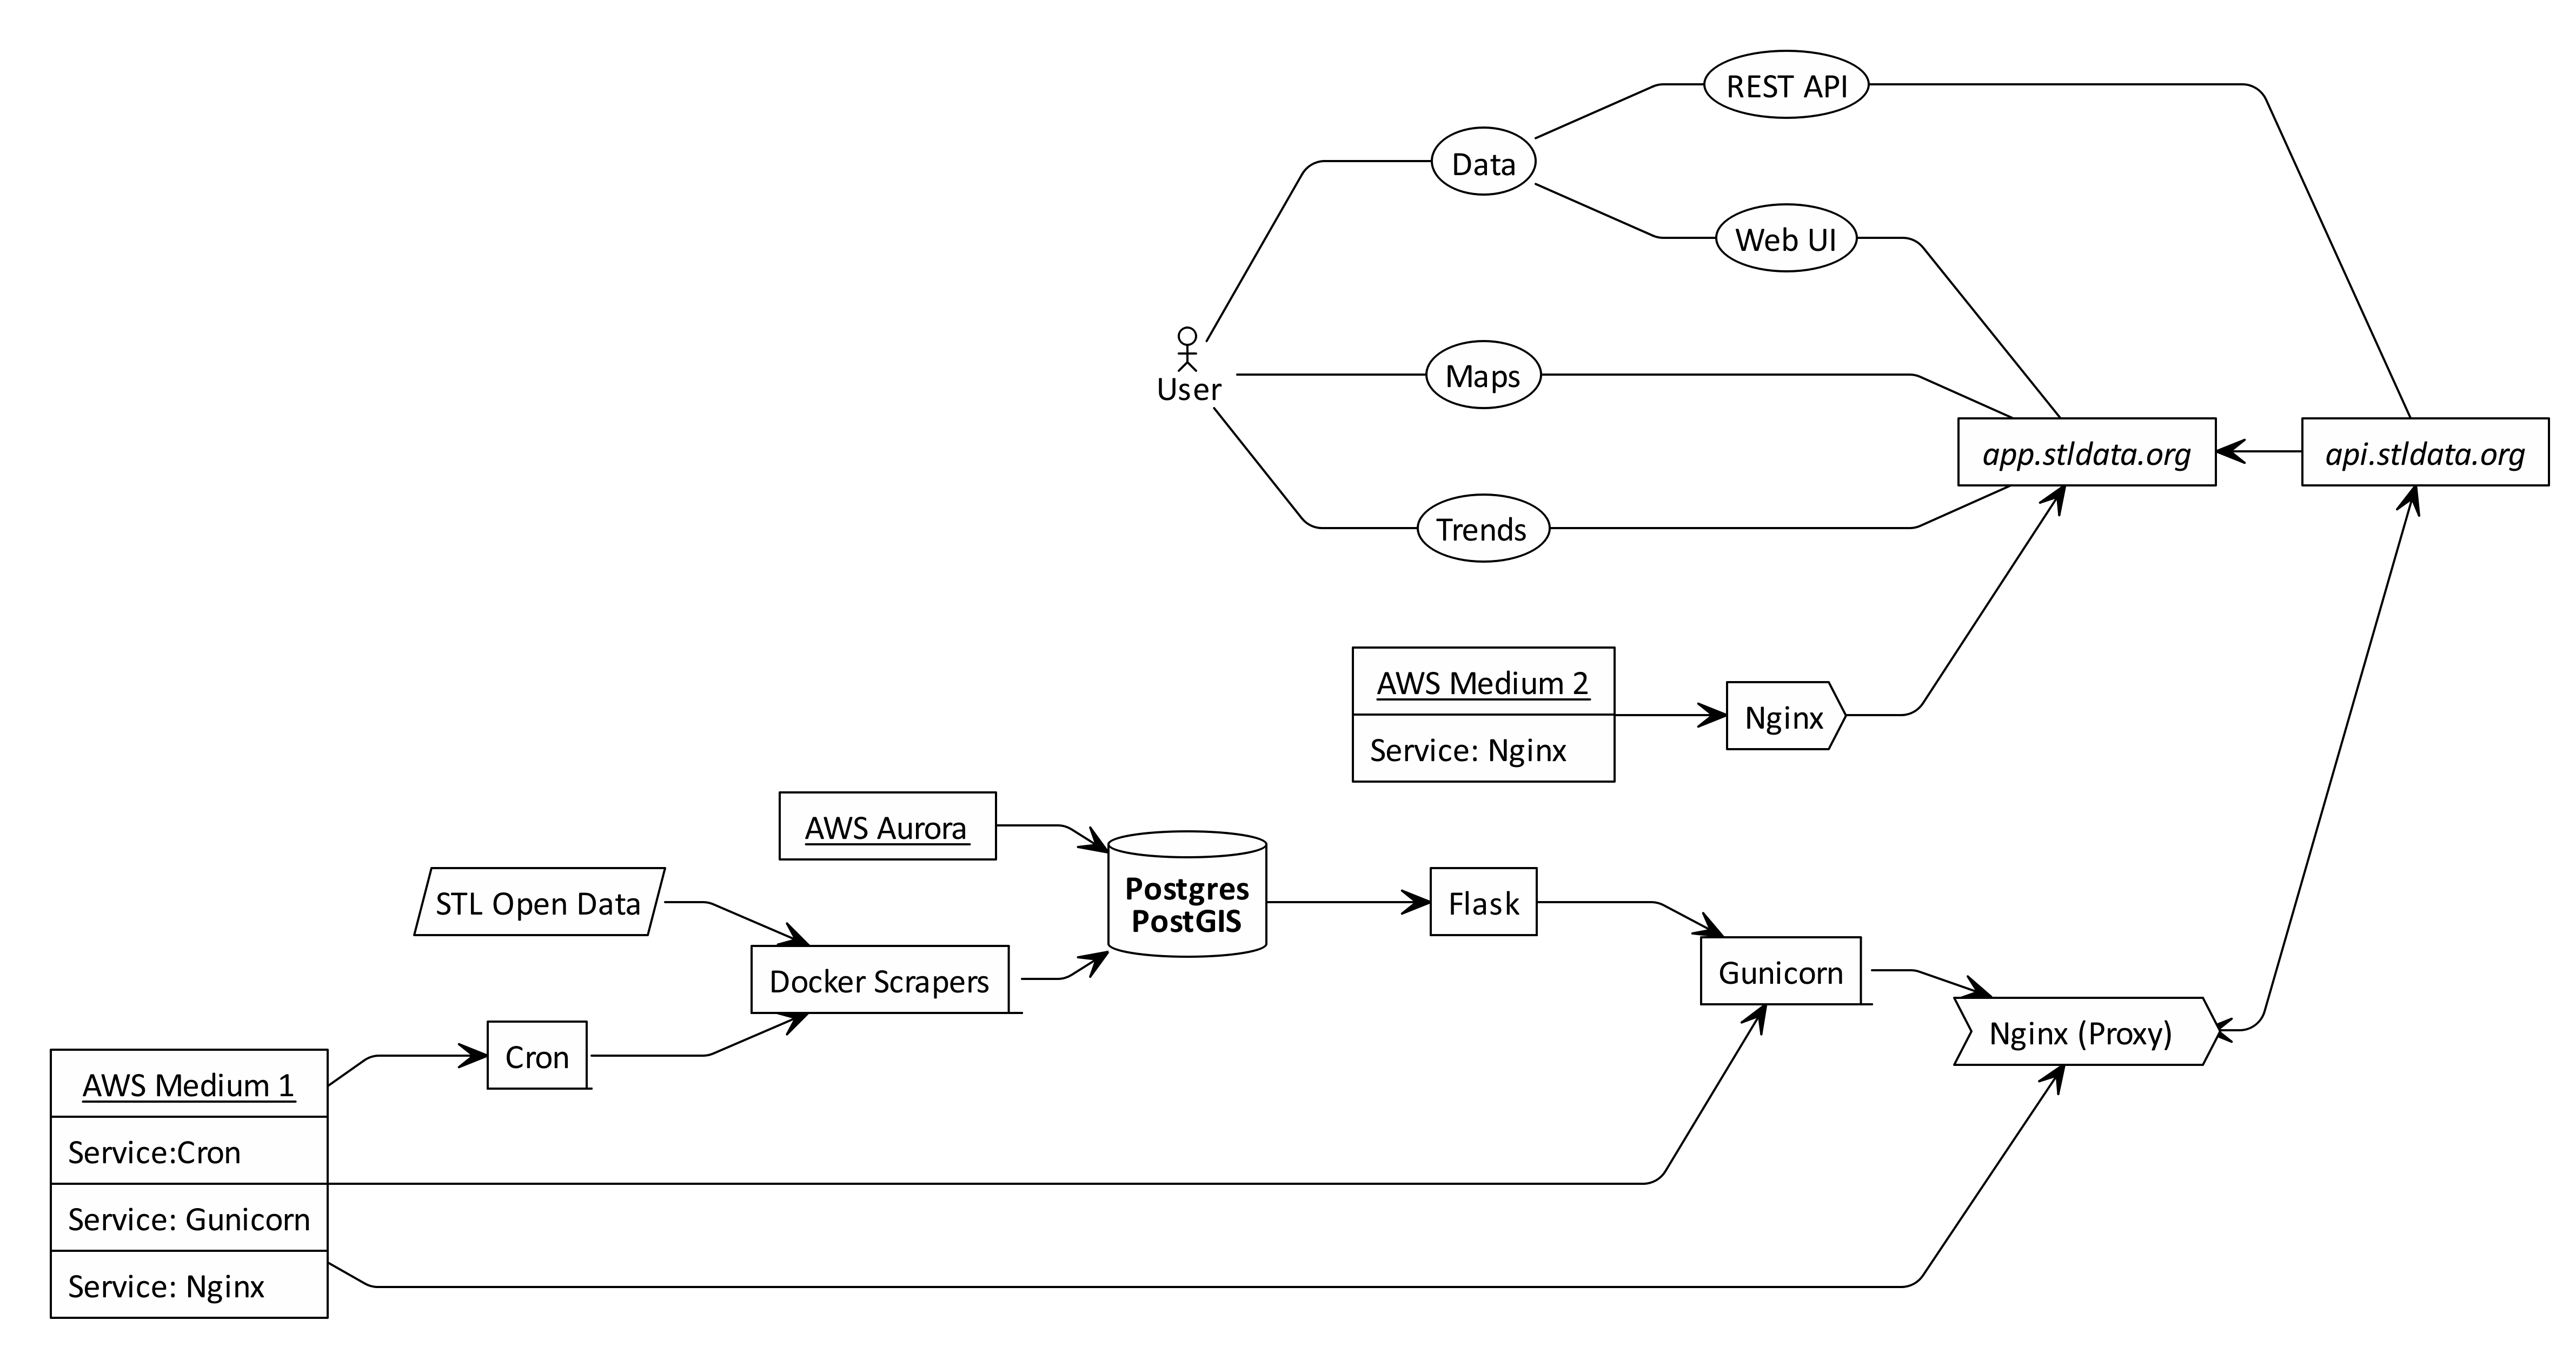 REST API
Data
Web UI
User
Maps
app.stldata.org
api.stldata.org
Trends
AWS Medium 2
Service: Nginx
Nginx
AWS Aurora
STL Open Data
Postgres
PostGIS
Flask
Docker Scrapers
Gunicorn
Nginx (Proxy)
Cron
AWS Medium 1
Service:Cron
Service: Gunicorn
Service: Nginx